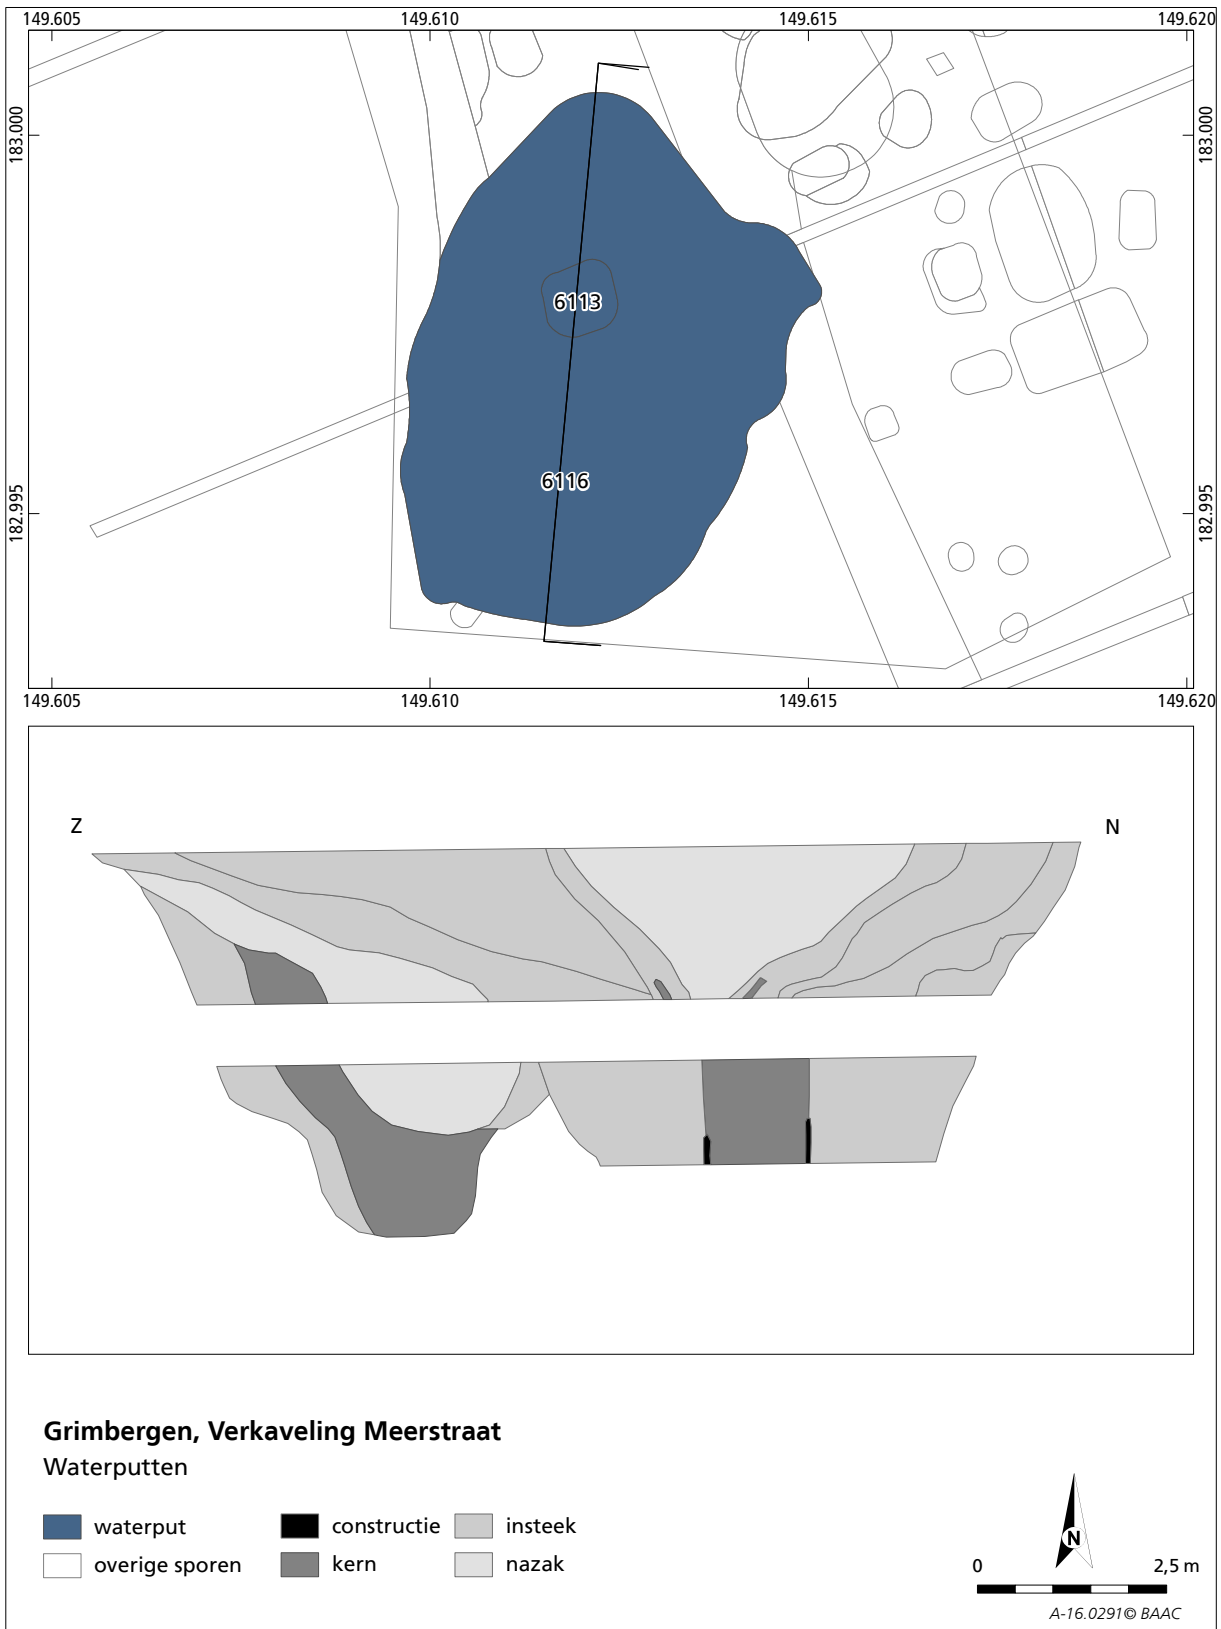 149.605 149.610 149.615 149.620
183.000 183.000
6113
6116
182.995 182.995
149.605 149.610 149.615 149.620
Z N
Grimbergen, Verkaveling Meerstraat
Waterputten
waterput constructie insteek
overige sporen kern nazak
N
0 2,5 m
A-16.0291© BAAC